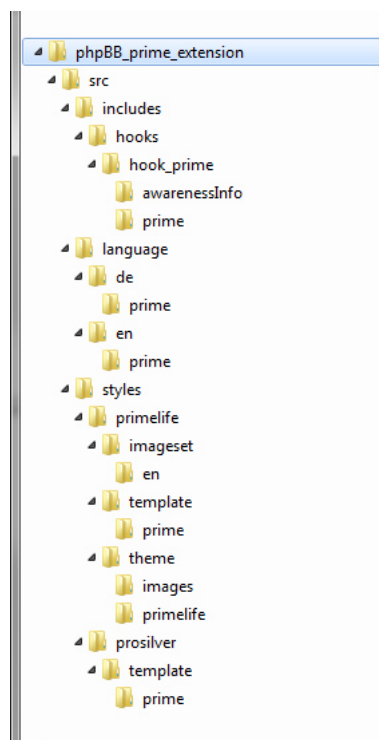 phpBB_prime_extension
src
includes
hooks
hook_prime
awarenessInfo
prime
language
de
prime
en
prime
styles
primelife
imageset
en
template
prime
theme
images
primelife
prosilver
template
prime